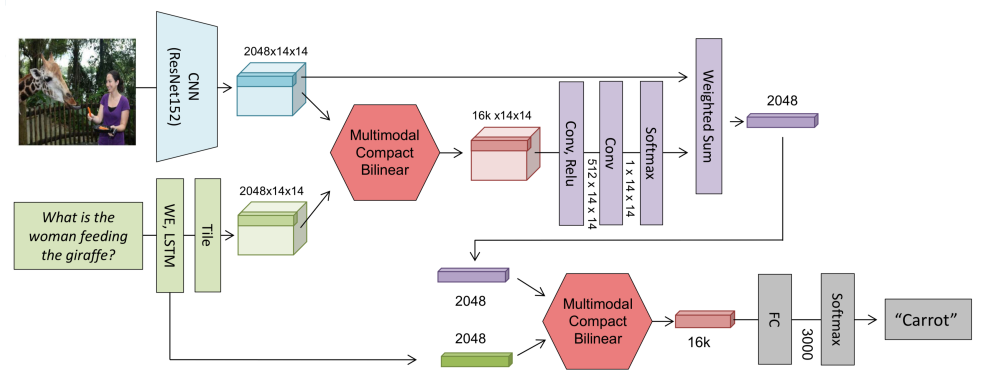 CNN
(ResNet152)
2048x14x14
Multimodal
Compact
Bilinear
16k x14x14
Conv, Relu
512 x 14 x 14
Conv
1 x 14 x 14
Softmax
Weighted Sum
2048
What is the
woman feeding
the giraffe?
WE, LSTM
Tile
2048x14x14
2048
2048
Multimodal
Compact
Bilinear
16k
FC
3000
Softmax
“Carrot”